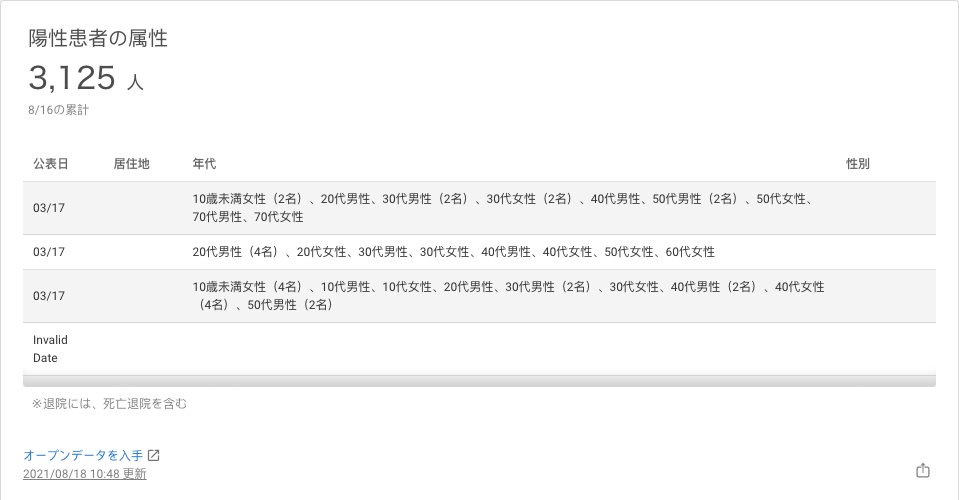 陽性患者の属性
3,125 人
8/16の累計
公表日 居住地 年代 性別
03/17
10歳未満女性（2名）、20代男性、30代男性（2名）、30代女性（2名）、40代男性、50代男性（2名）、50代女性、
70代男性、70代女性
03/17 20代男性（4名）、20代女性、30代男性、30代女性、40代男性、40代女性、50代女性、60代女性
03/17
10歳未満女性（4名）、10代男性、10代女性、20代男性、30代男性（2名）、30代女性、40代男性（2名）、40代女性
（4名）、50代男性（2名）
Invalid
Date
※退院には、死亡退院を含む
オープンデータを入手
2021/08/18 10:48 更新